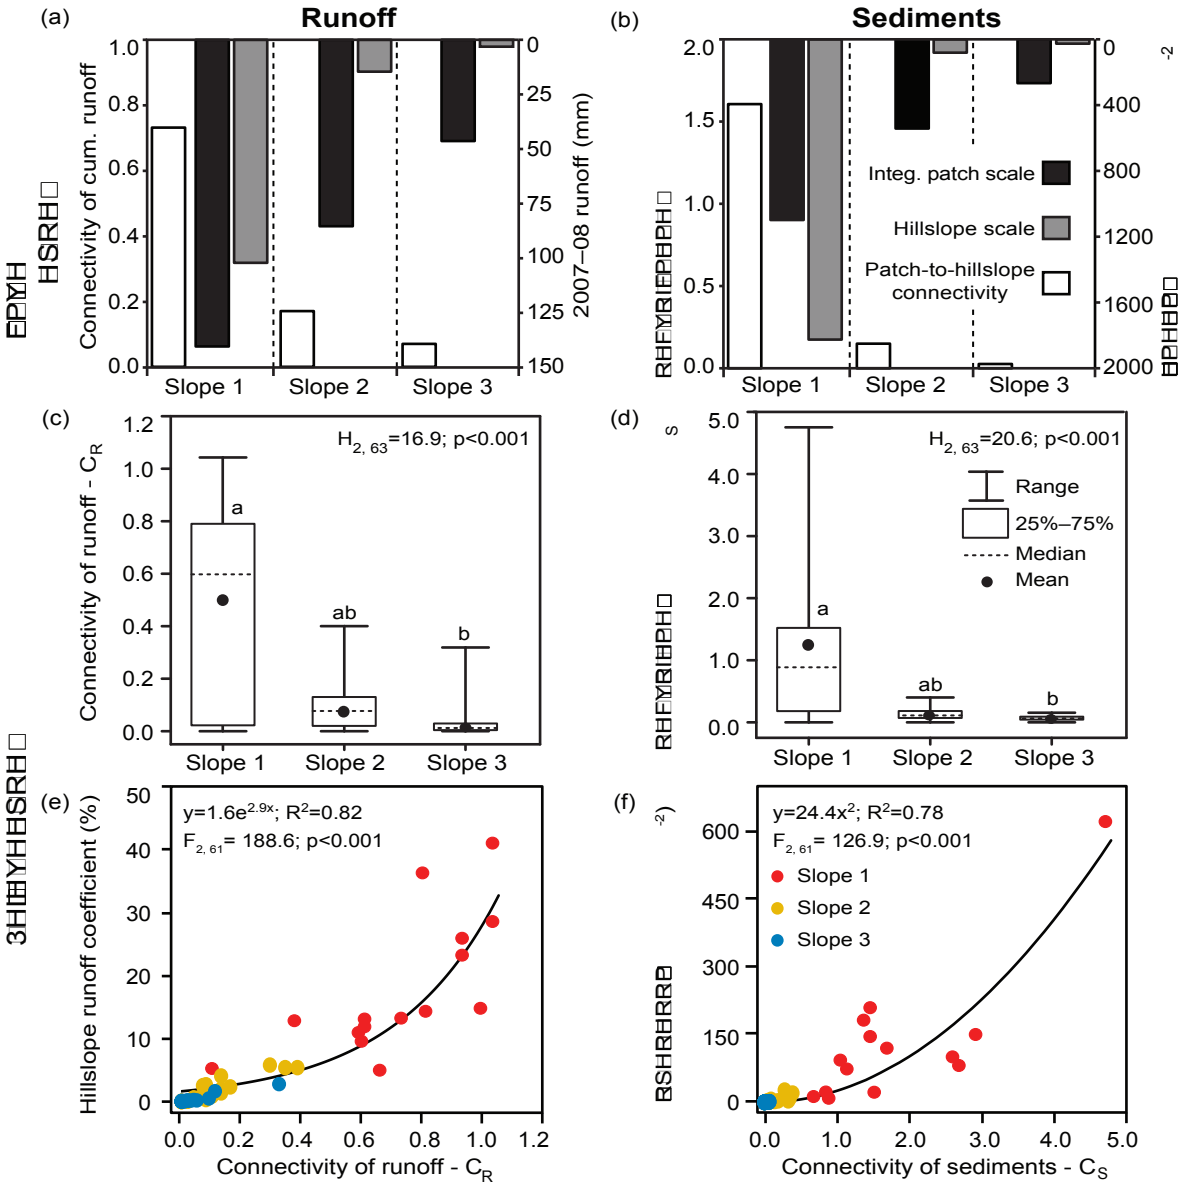 (a)
Runoff
Connectivity of cum. runoff
1.0
0.8
0.6
0.4
0.2
0.0
0
25
50
75
100
125
150
2007–08 runoff (mm)
Slope 1
Slope 2
Slope 3
(b)
Sediments
2.0
1.5
1.0
0.5
0.0
0
400
800
1200
1600
2000
-2
Integ. patch scale
Hillslope scale
Patch-to-hillslope
connectivity
Slope 1
Slope 2
Slope 3
(c)
Connectivity of runoff - CR
1.2
1.0
0.8
0.6
0.4
0.2
0.0
H2, 63=16.9; p<0.001
a
ab
b
Slope 1
Slope 2
Slope 3
(d)
S
5.0
4.0
3.0
2.0
1.0
0.0
H2, 63=20.6; p<0.001
Range
25%–75%
Median
Mean
a
ab
b
Slope 1
Slope 2
Slope 3
(e)
Hillslope runoff coefficient (%)
50
40
30
20
10
0
y=1.6e2.9x; R2=0.82
F2, 61= 188.6; p<0.001
0.0
0.2
0.4
0.6
0.8
1.0
1.2
Connectivity of runoff - CR
(f)
-2)
600
450
300
150
0
y=24.4x2; R2=0.78
F2, 61= 126.9; p<0.001
Slope 1
Slope 2
Slope 3
0.0
1.0
2.0
3.0
4.0
5.0
Connectivity of sediments - CS